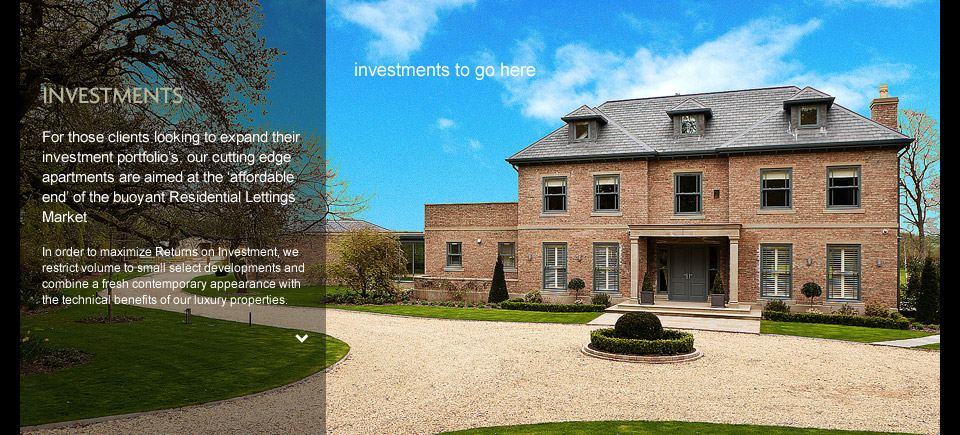 INVESTMENTS
For those clients looking to expand their
investment portfolio's, our cutting edge
apartments are aimed at the 'affordable
end' of the buoyant Residential Lettings
Market
In order to maximize Returns on Investment, we
restrict volume to small select developments and
combine a fresh contemporary appearance with
the technical benefits of our luxury properties.
investments to go here